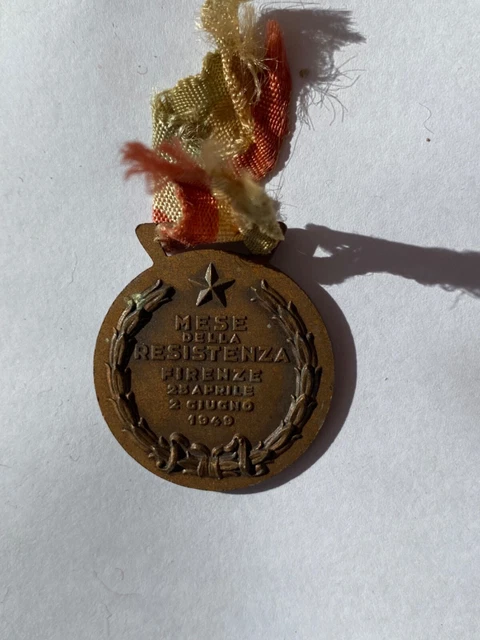 MESE
DELLA
RESISTENZA
FIRENZE
25 APRILE
2 GIUGNO
1949